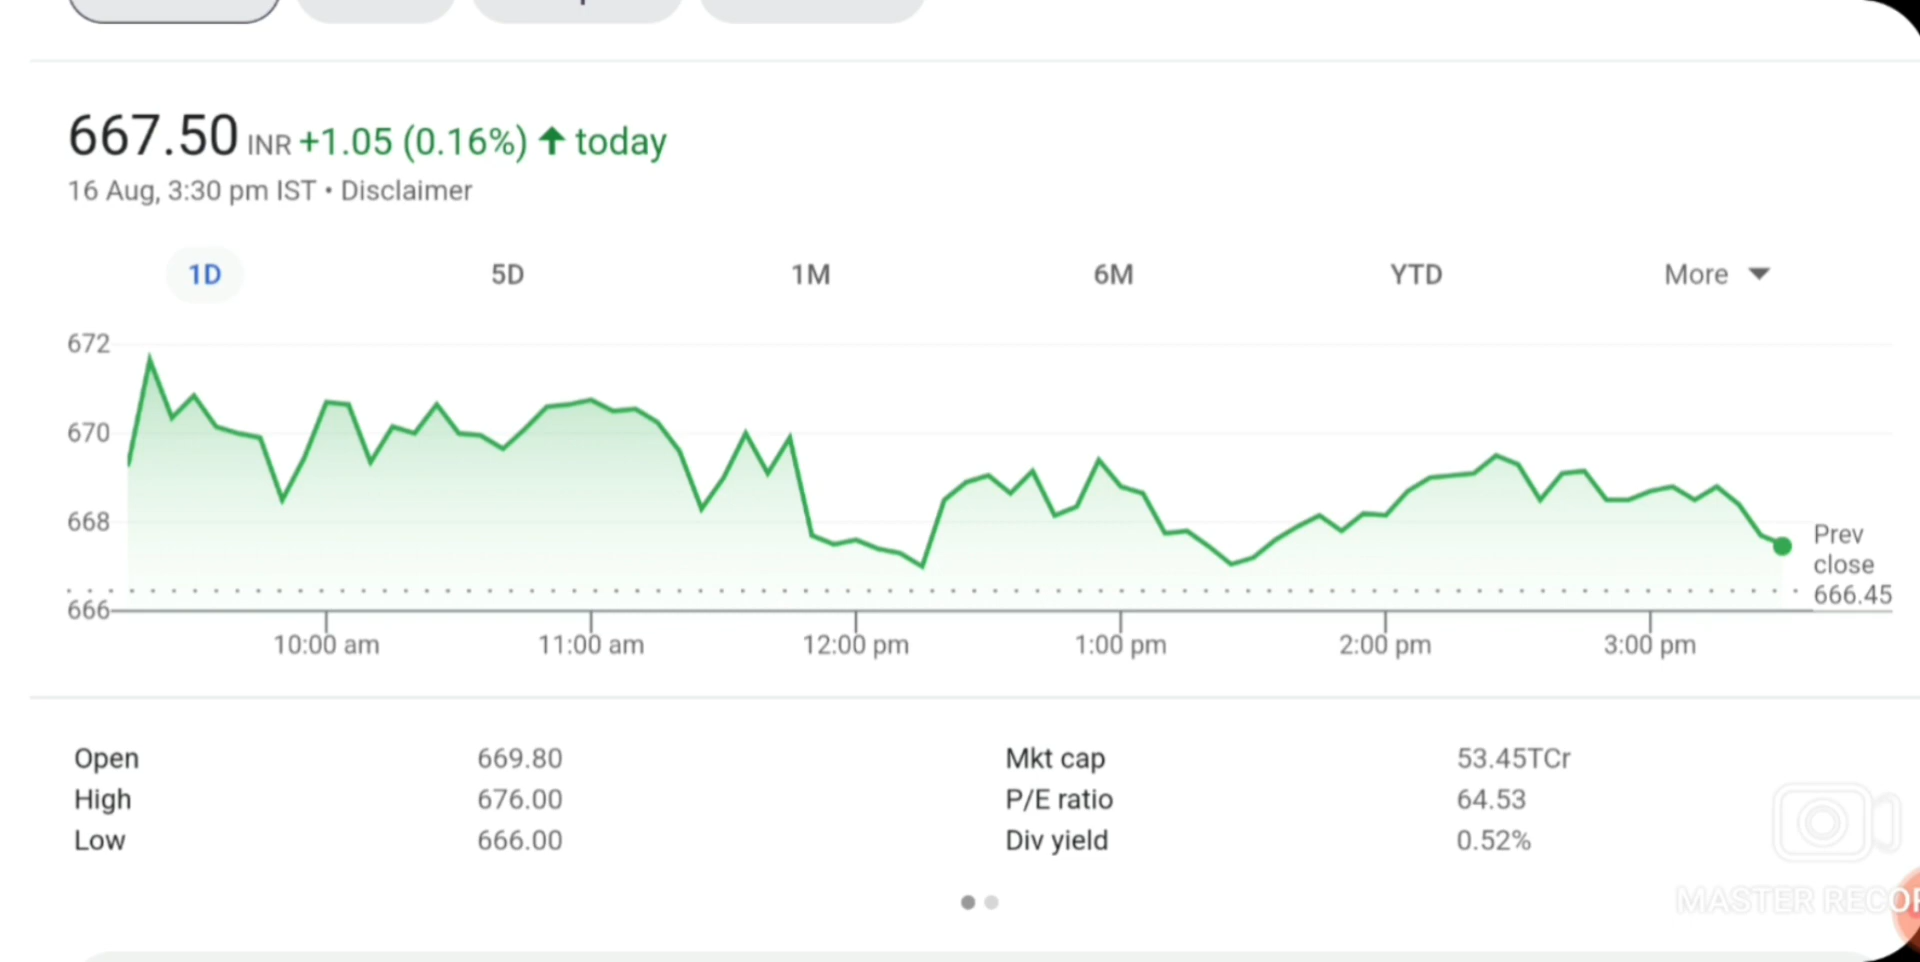 667.50 INR +1.05 (0.16%) ↑ today
16 Aug, 3:30 pm IST • Disclaimer
1D 5D 1M 6M YTD More
672
670
668
666
Prev
close
666.45
10:00 am 11:00 am 12:00 pm 1:00 pm 2:00 pm 3:00 pm
Open 669.80 Mkt cap 53.45TCr
High 676.00 P/E ratio 64.53
Low 666.00 Div yield 0.52%
MASTER